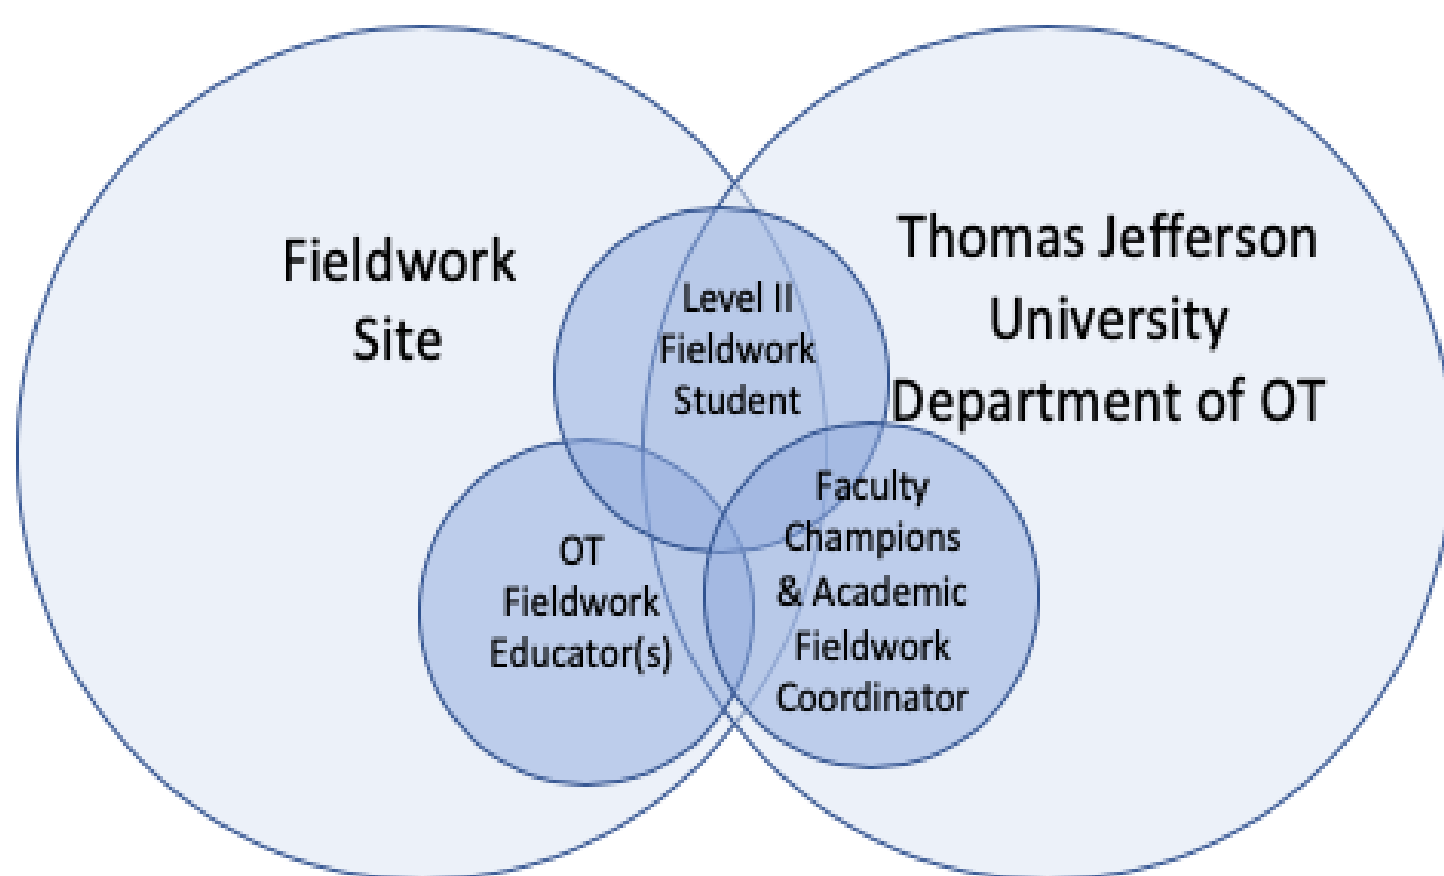 Fieldwork
Site
Thomas Jefferson
University
Department of OT
Level II
Fieldwork
Student
OT
Fieldwork
Educator(s)
Faculty
Champions
& Academic
Fieldwork
Coordinator